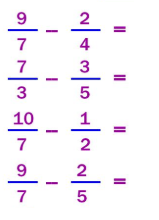 9/7 - 2/4 =
7/3 - 3/5 =
10/7 - 1/2 =
9/7 - 2/5 =